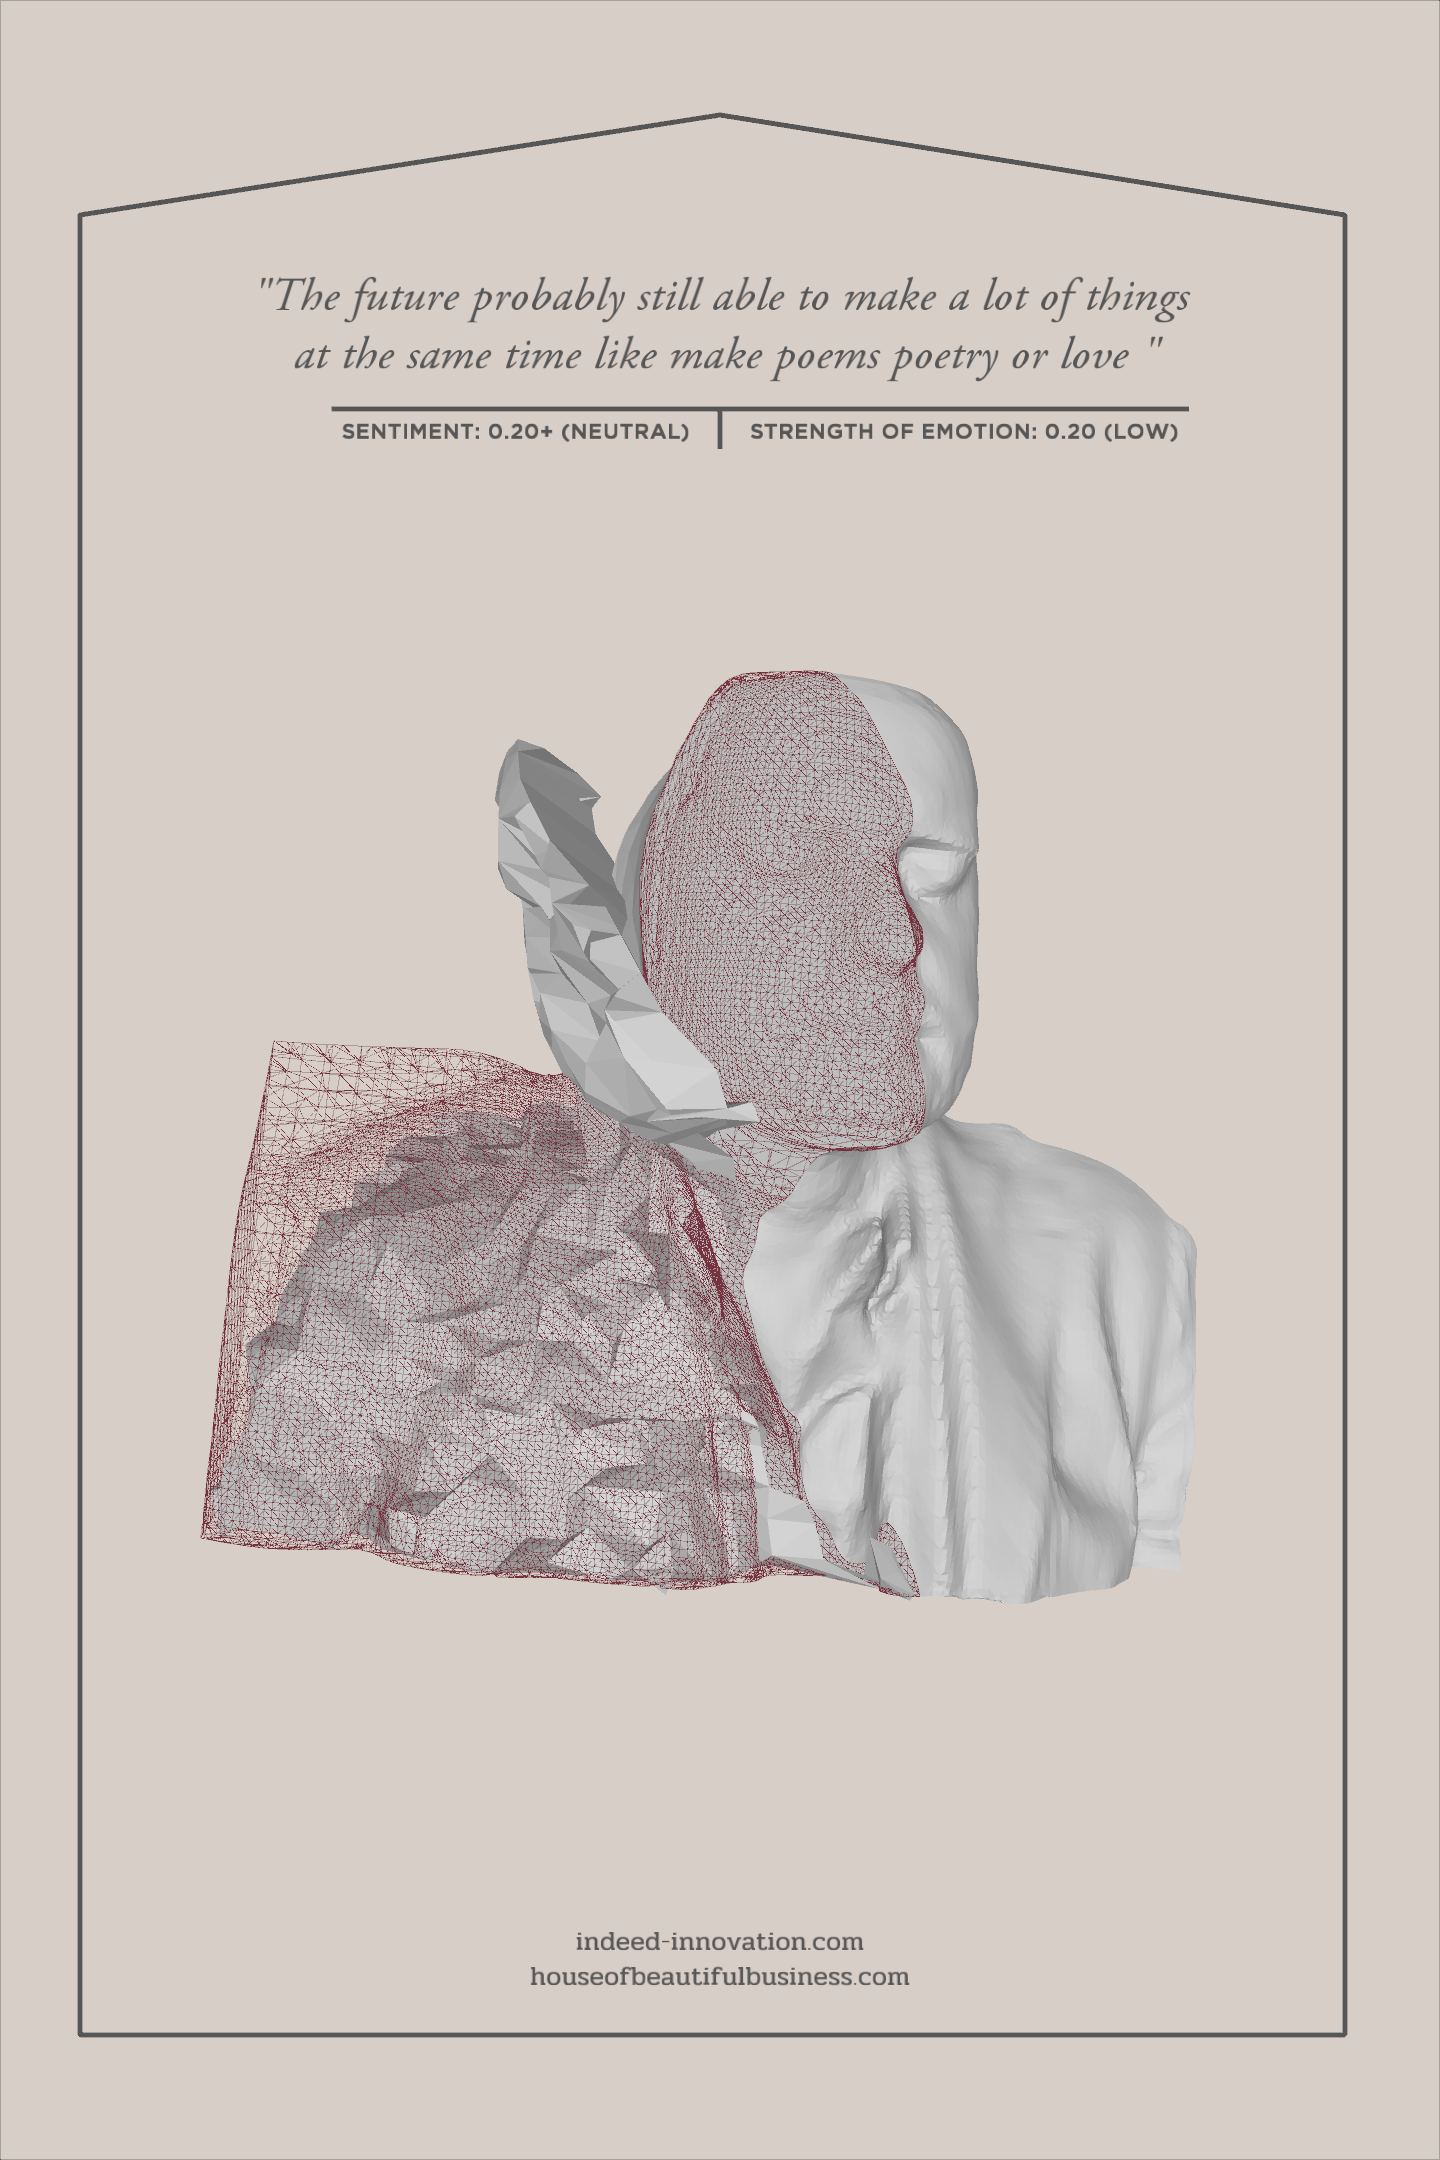 "The future probably still able to make a lot of things
at the same time like make poems poetry or love "
SENTIMENT: 0.20+ (NEUTRAL) STRENGTH OF EMOTION: 0.20 (LOW)
indeed-innovation.com
houseofbeautifulbusiness.com